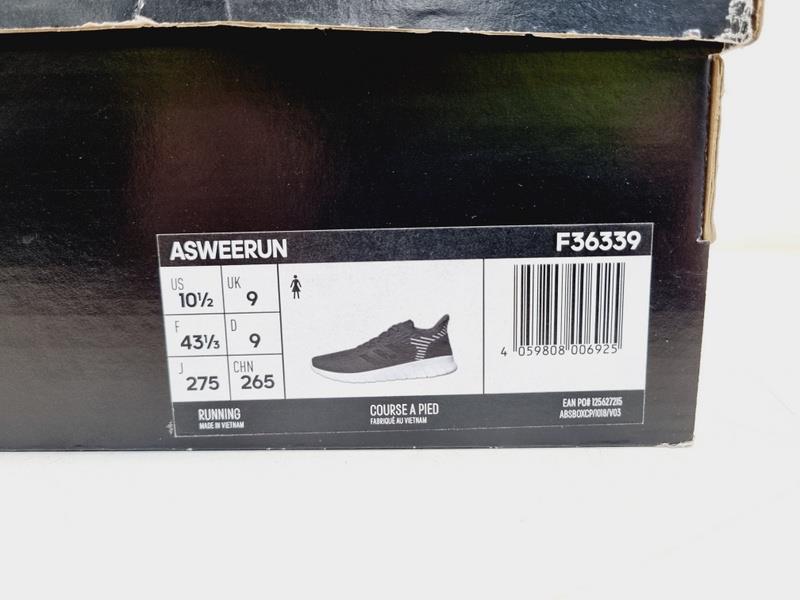 ASWEERUN F36339
US 10½ UK 9
F 43⅓ D 9
J 275 CHN 265
4 059808 006925
RUNNING
MADE IN VIETNAM
COURSE A PIED
FABRIQUÉ AU VIETNAM
EAN PO# 125627215
ABSBOXCP/1018/V03